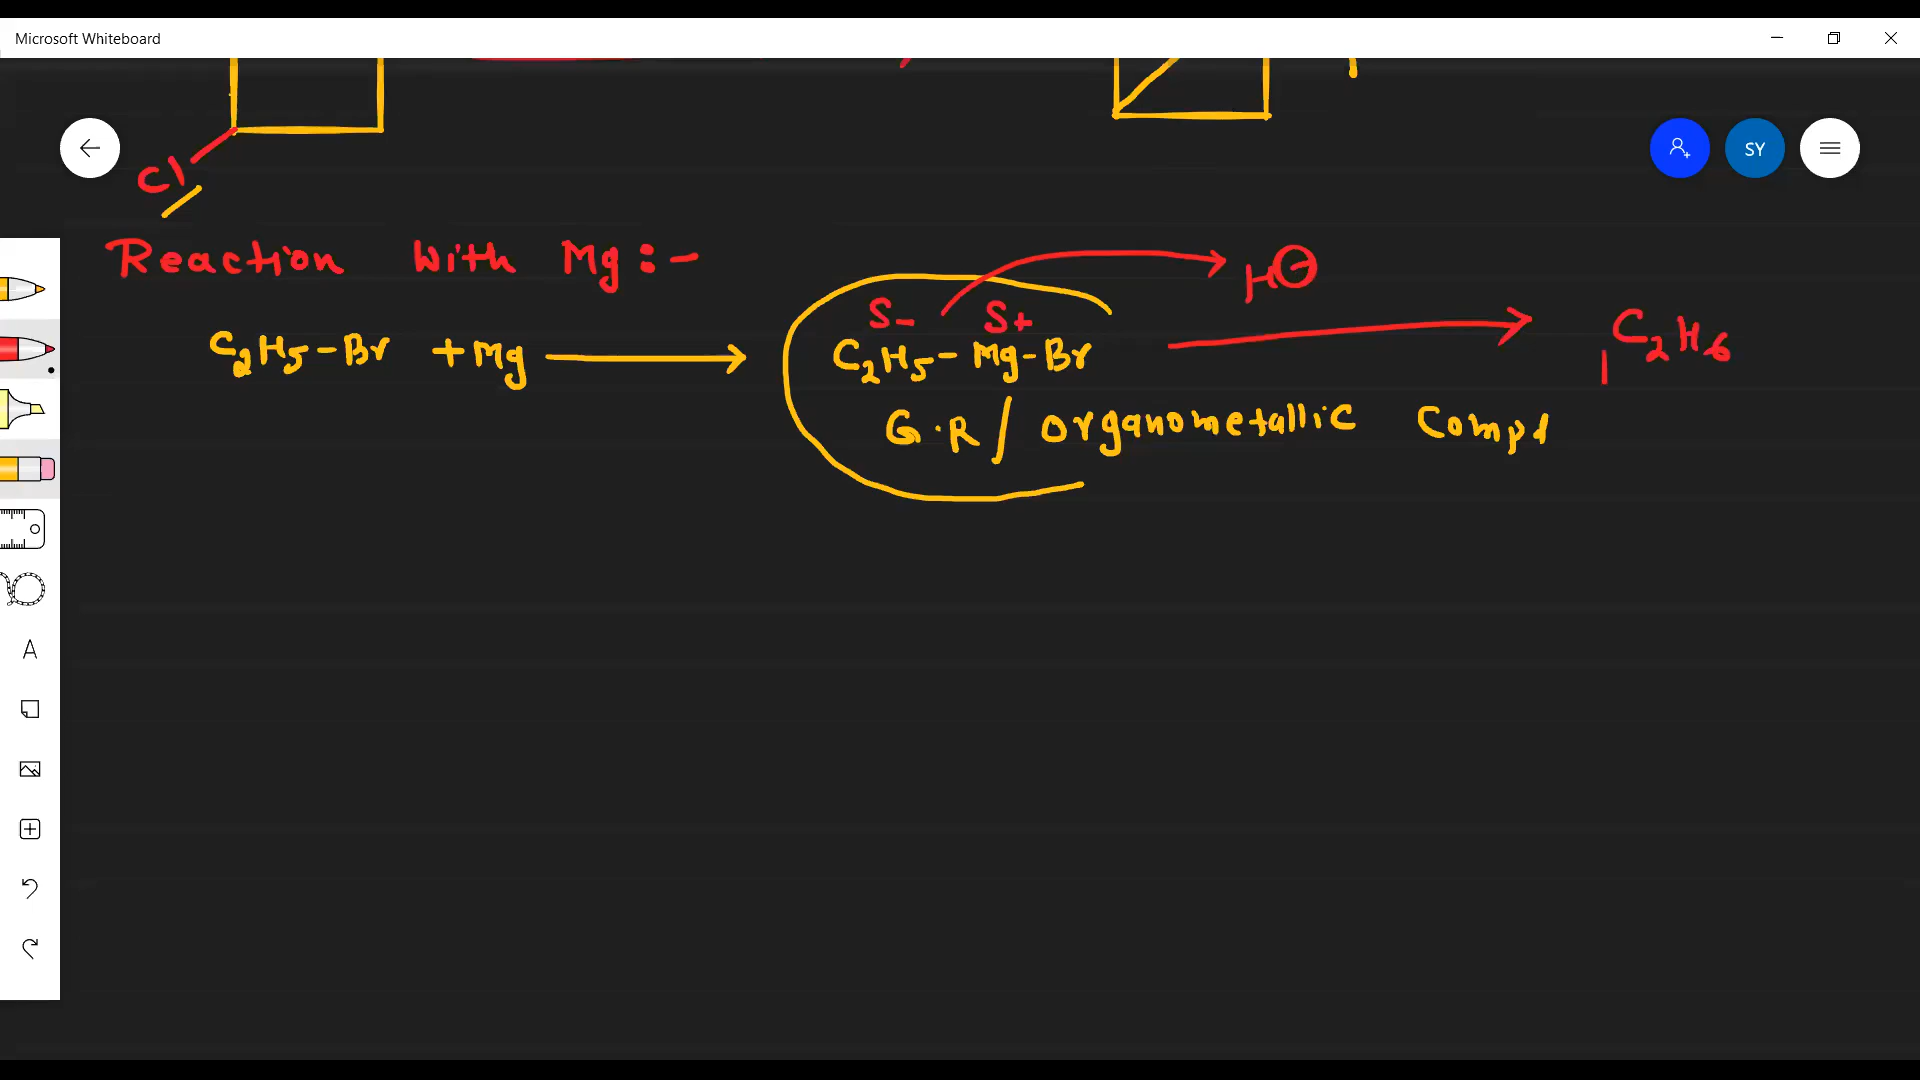 Microsoft Whiteboard
Cl
SY
Reaction with Mg:-
H⊖
S- S+
C₂H₅-Br +Mg ⟶ C₂H₅-Mg-Br ⟶ C₂H₆
G.R/organometallic Compd
A